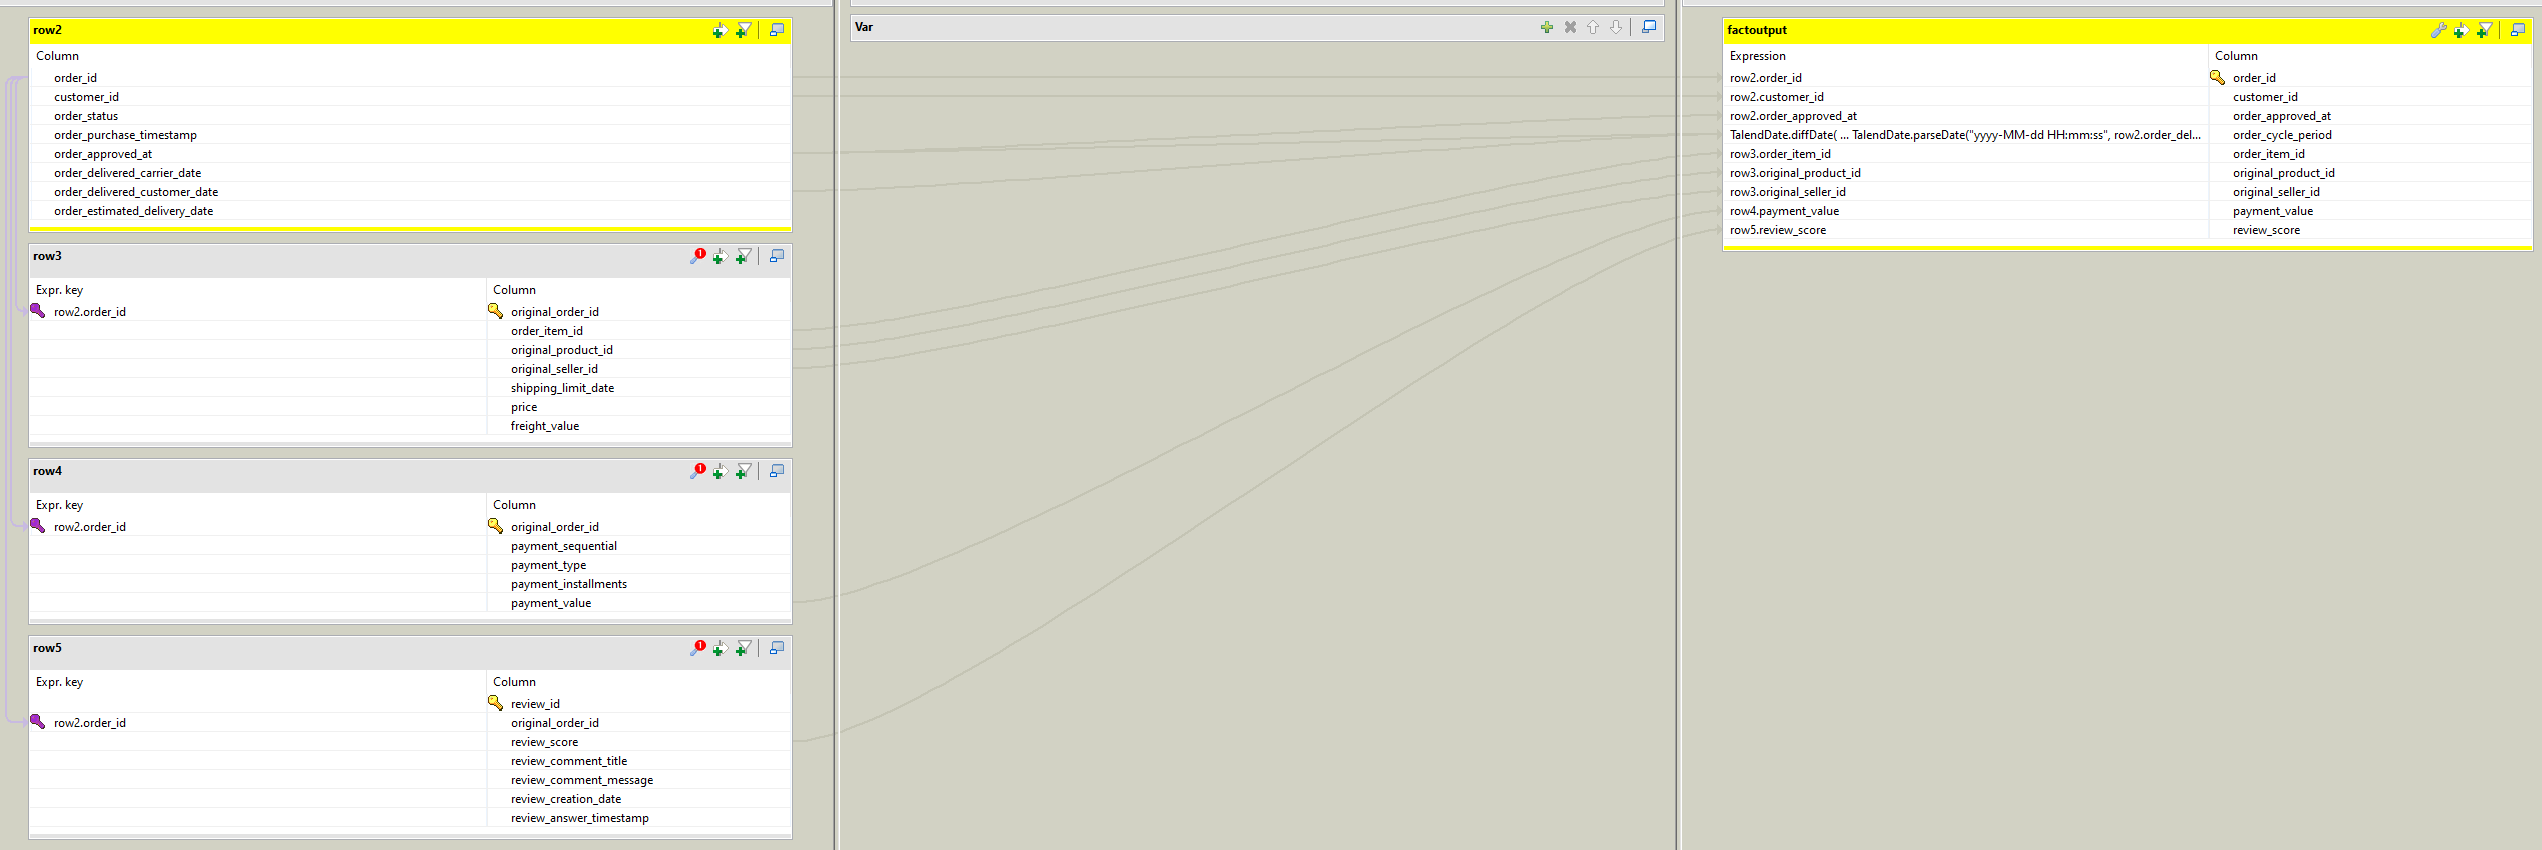 row2
Column
order_id
customer_id
order_status
order_purchase_timestamp
order_approved_at
order_delivered_carrier_date
order_delivered_customer_date
order_estimated_delivery_date
row3
1
Expr. key Column
row2.order_id original_order_id
order_item_id
original_product_id
original_seller_id
shipping_limit_date
price
freight_value
row4
1
Expr. key Column
row2.order_id original_order_id
payment_sequential
payment_type
payment_installments
payment_value
row5
1
Expr. key Column
review_id
row2.order_id original_order_id
review_score
review_comment_title
review_comment_message
review_creation_date
review_answer_timestamp
Var
factoutput
Expression Column
row2.order_id order_id
row2.customer_id customer_id
row2.order_approved_at order_approved_at
TalendDate.diffDate( ... TalendDate.parseDate("yyyy-MM-dd HH:mm:ss", row2.order_del... order_cycle_period
row3.order_item_id order_item_id
row3.original_product_id original_product_id
row3.original_seller_id original_seller_id
row4.payment_value payment_value
row5.review_score review_score